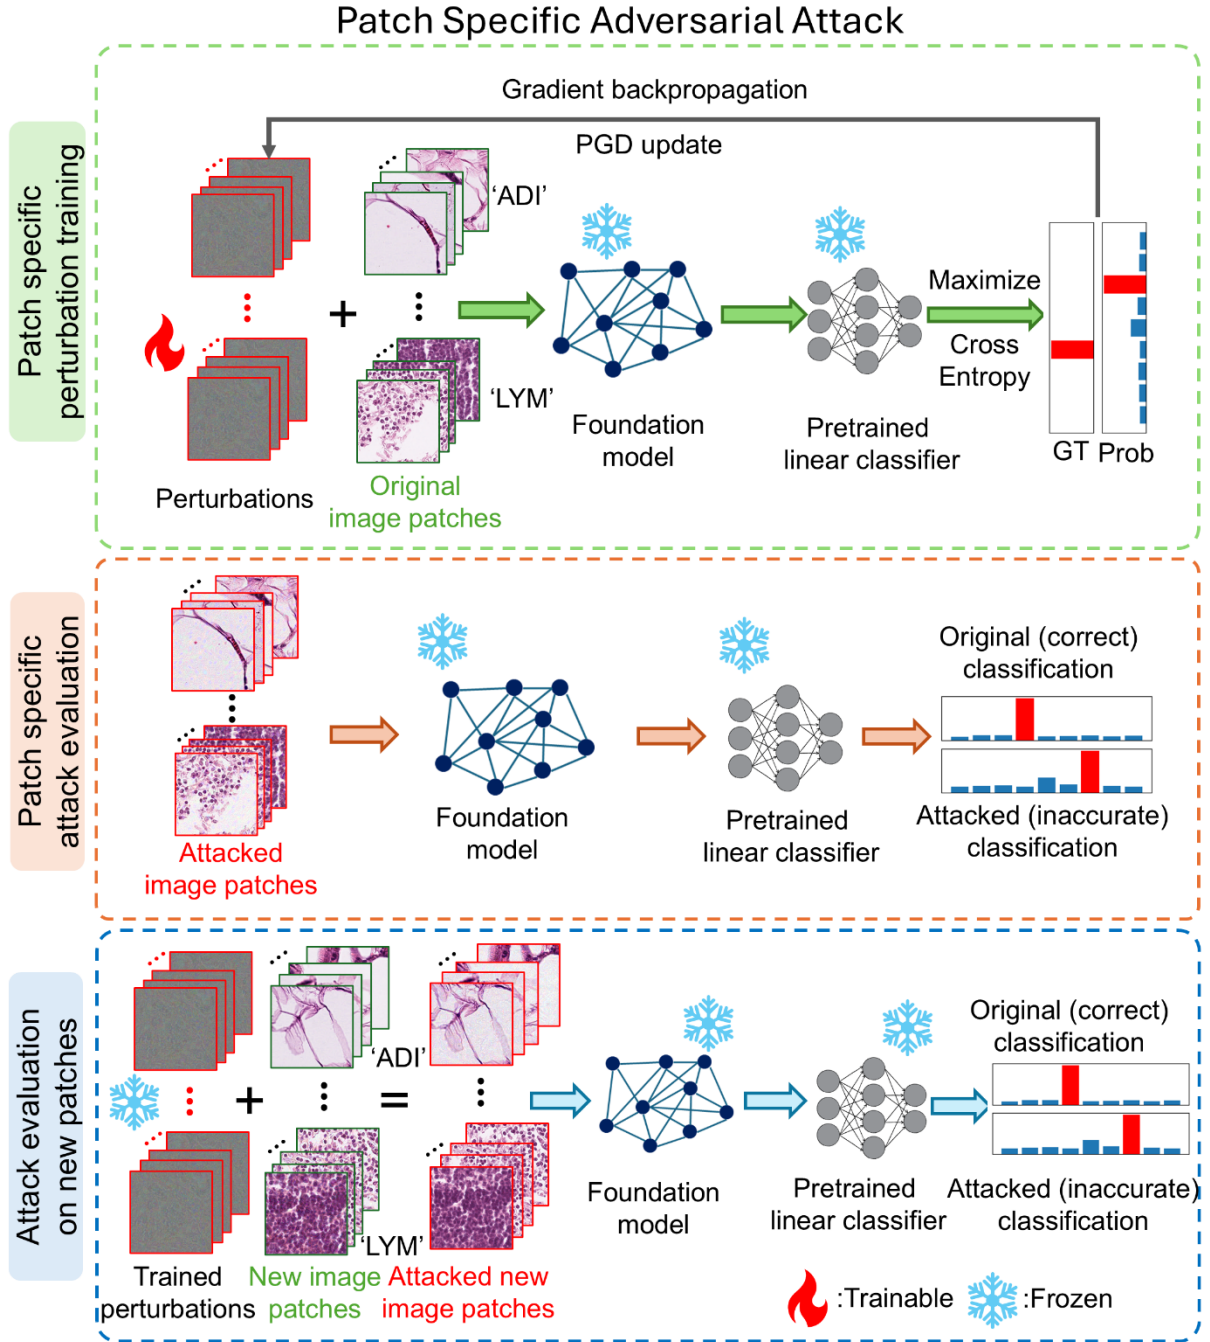 Patch Specific Adversarial Attack
Patch specific
perturbation training
Gradient backpropagation
PGD update
'ADI'
'LYM'
Maximize
Cross
Entropy
GT
Prob
Foundation
model
Pretrained
linear classifier
Perturbations
Original
image patches
Patch specific
attack evaluation
Attacked
image patches
Foundation
model
Pretrained
linear classifier
Original (correct)
classification
Attacked (inaccurate)
classification
Attack evaluation
on new patches
'ADI'
'LYM'
Trained
perturbations
New image
patches
Attacked new
image patches
Foundation
model
Pretrained
linear classifier
Original (correct)
classification
Attacked (inaccurate)
classification
:Trainable
:Frozen